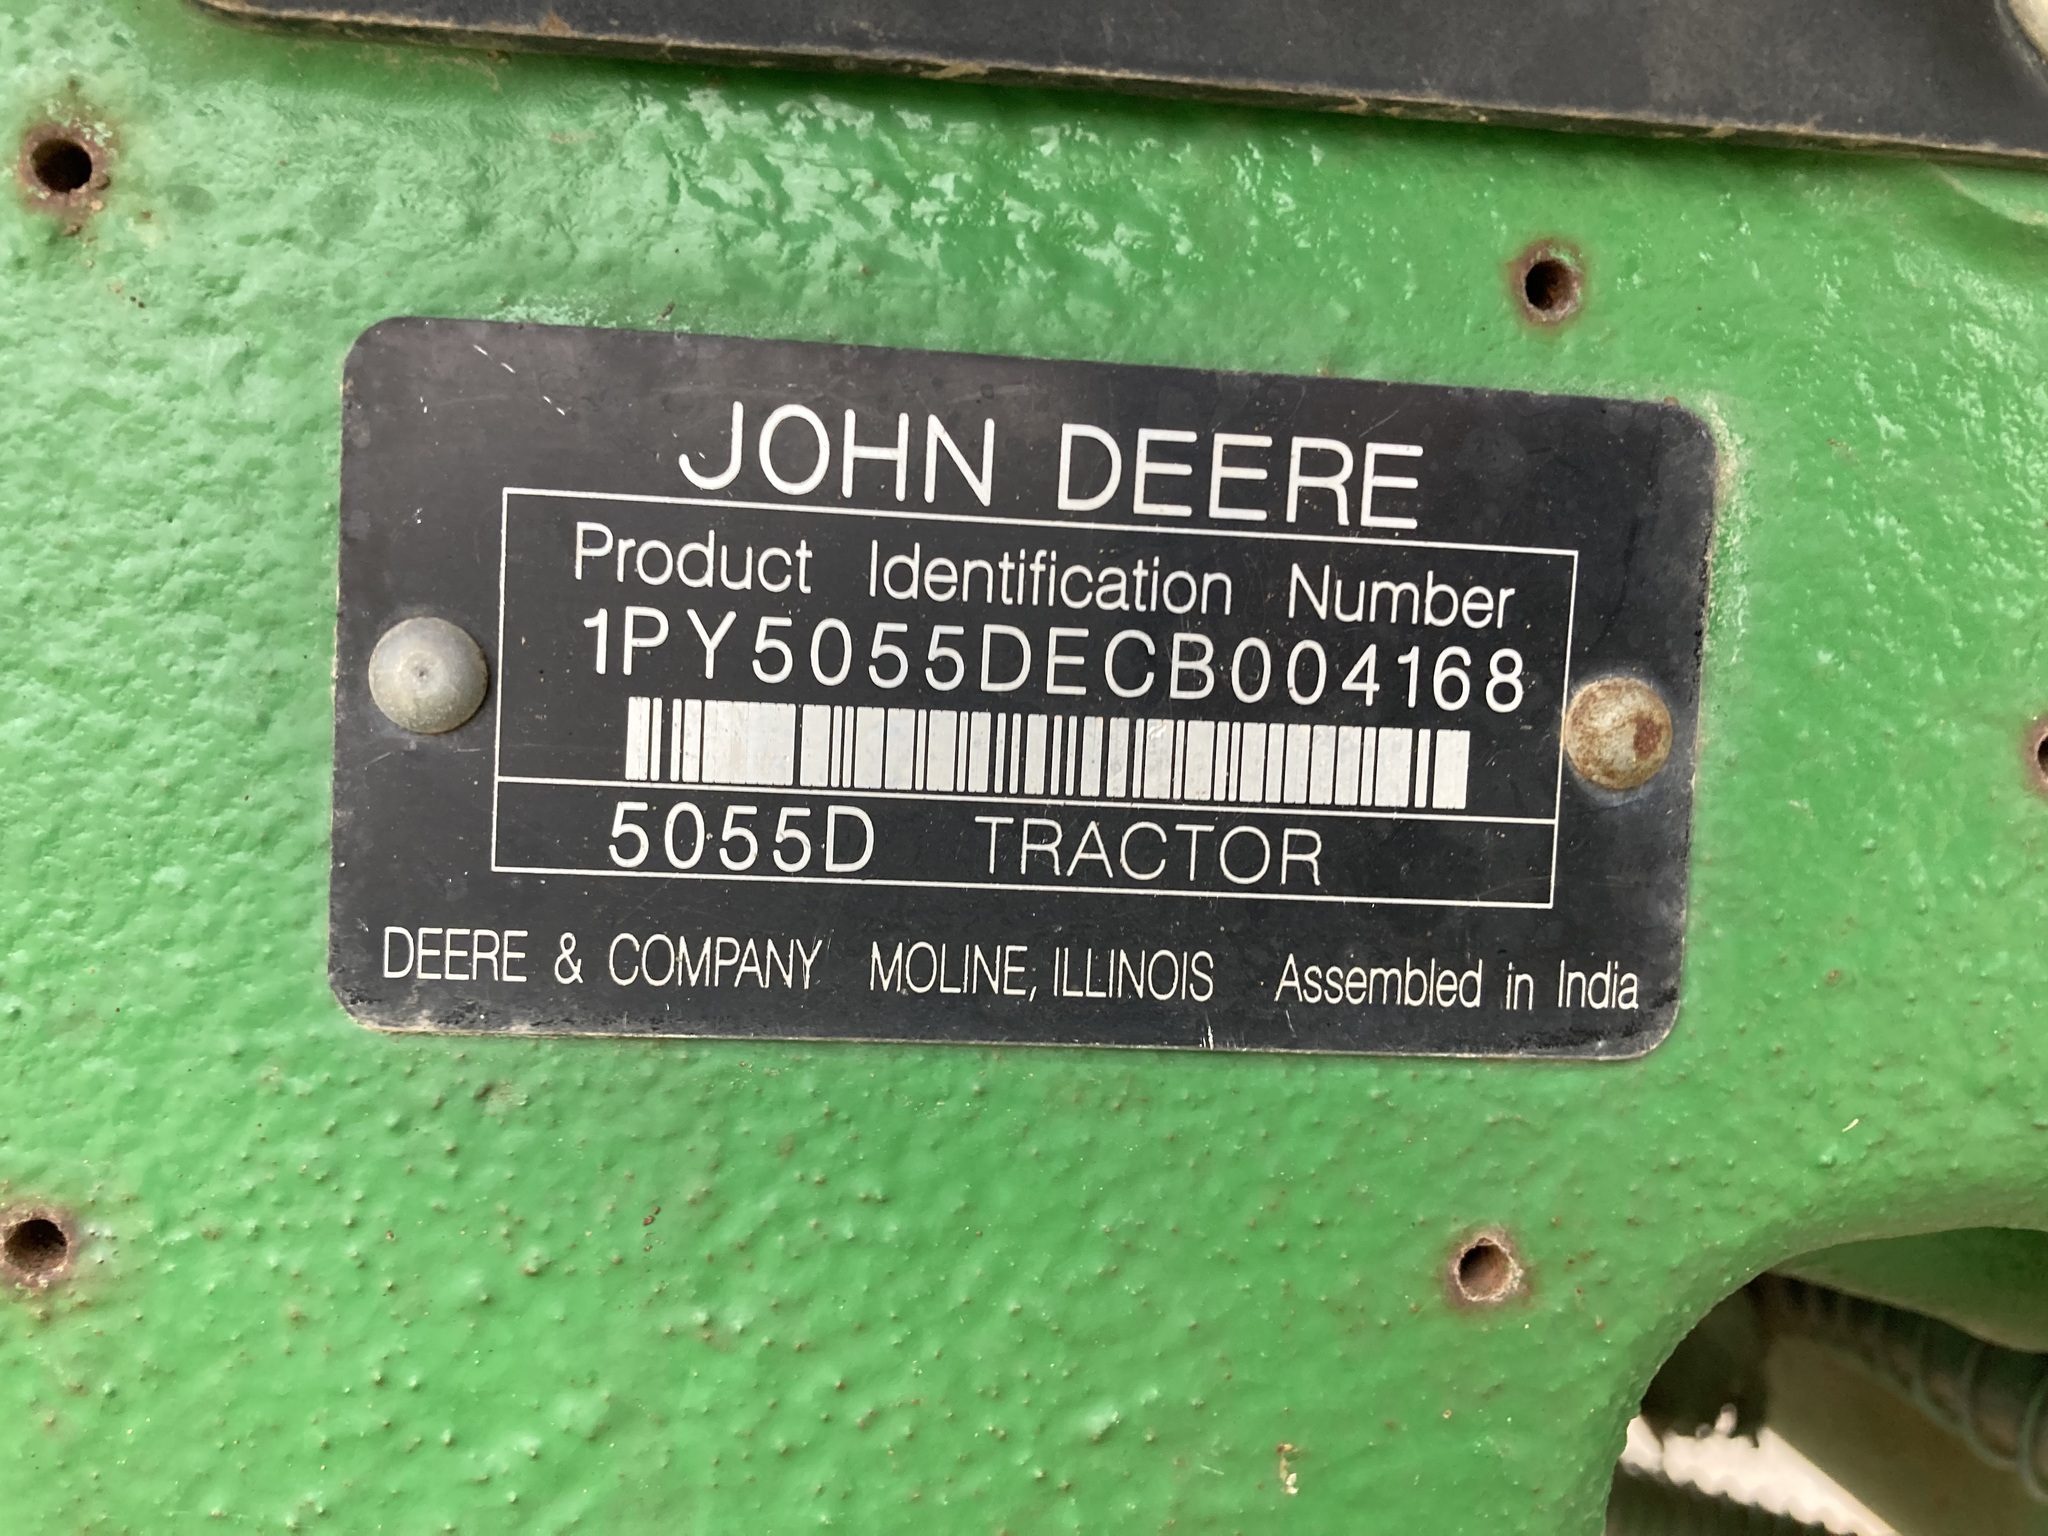 JOHN DEERE
Product Identification Number
1PY5055DECB004168
5055D TRACTOR
DEERE & COMPANY MOLINE, ILLINOIS Assembled in India